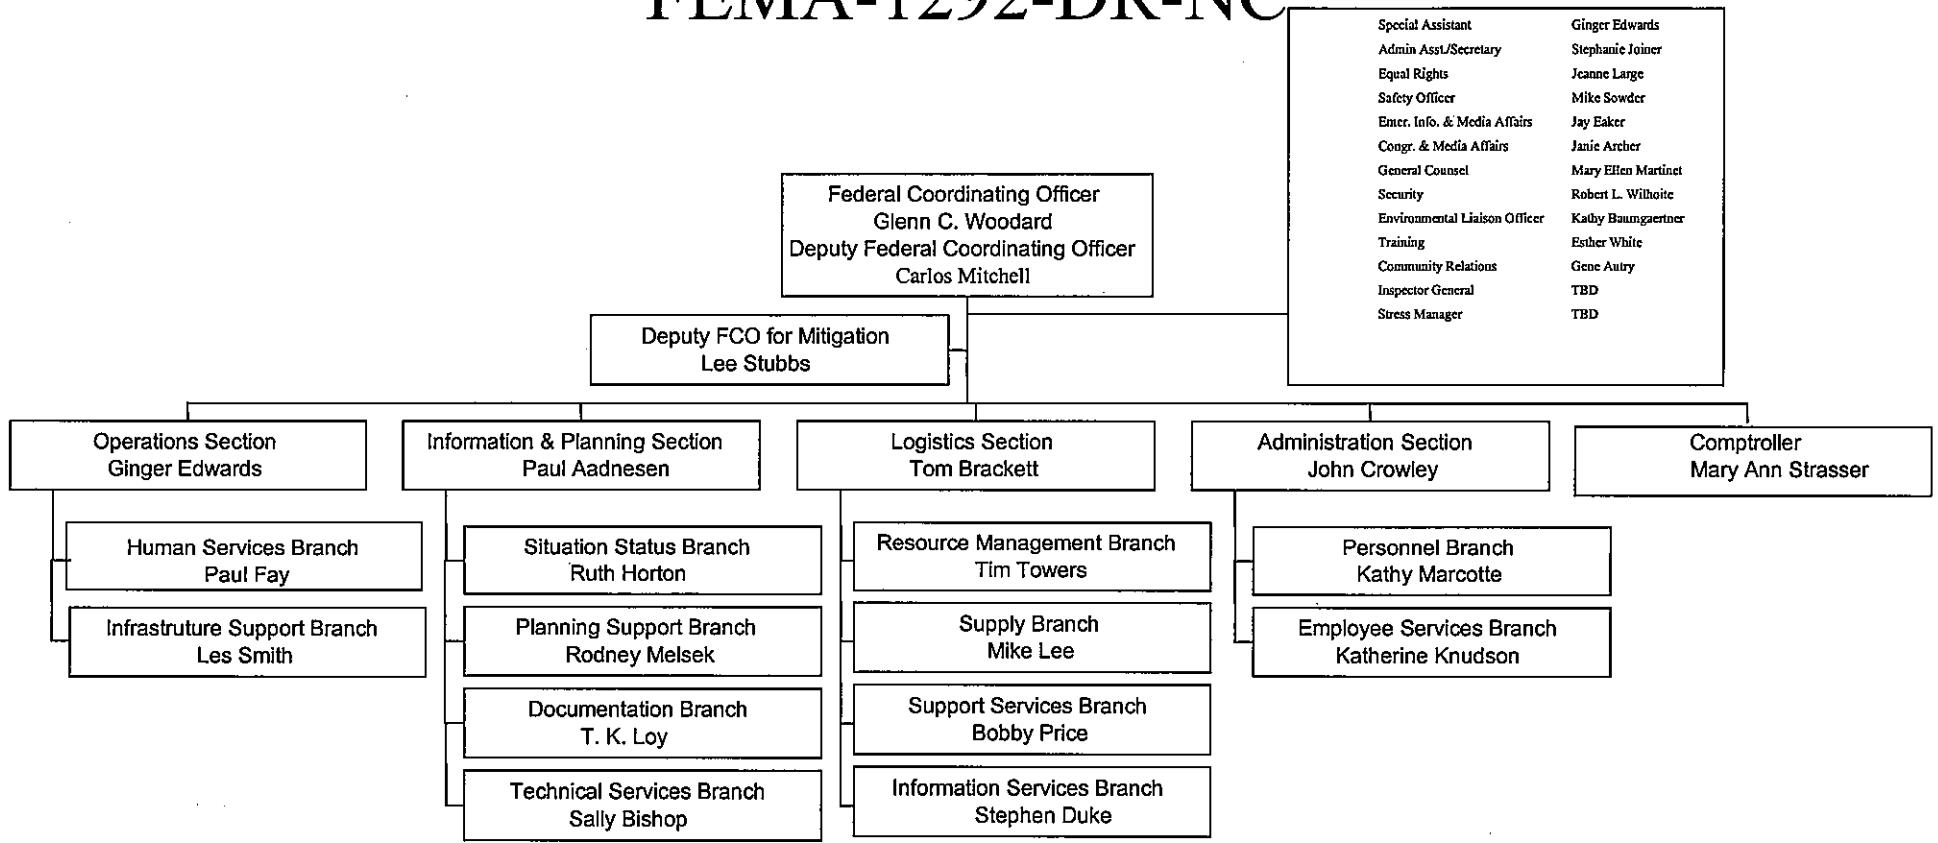 FEMA-1292-DR-NC
Special Assistant Ginger Edwards
Admin Asst./Secretary Stephanie Joiner
Equal Rights Jeanne Large
Safety Officer Mike Sowder
Emer. Info. & Media Affairs Jay Eaker
Congr. & Media Affairs Janie Archer
General Counsel Mary Ellen Martinet
Security Robert L. Wilhoite
Environmental Liaison Officer Kathy Baumgaertner
Training Esther White
Community Relations Gene Autry
Inspector General TBD
Stress Manager TBD
Federal Coordinating Officer
Glenn C. Woodard
Deputy Federal Coordinating Officer
Carlos Mitchell
Deputy FCO for Mitigation
Lee Stubbs
Operations Section
Ginger Edwards
Information & Planning Section
Paul Aadnesen
Logistics Section
Tom Brackett
Administration Section
John Crowley
Comptroller
Mary Ann Strasser
Human Services Branch
Paul Fay
Infrastruture Support Branch
Les Smith
Situation Status Branch
Ruth Horton
Planning Support Branch
Rodney Melsek
Documentation Branch
T. K. Loy
Technical Services Branch
Sally Bishop
Resource Management Branch
Tim Towers
Supply Branch
Mike Lee
Support Services Branch
Bobby Price
Information Services Branch
Stephen Duke
Personnel Branch
Kathy Marcotte
Employee Services Branch
Katherine Knudson